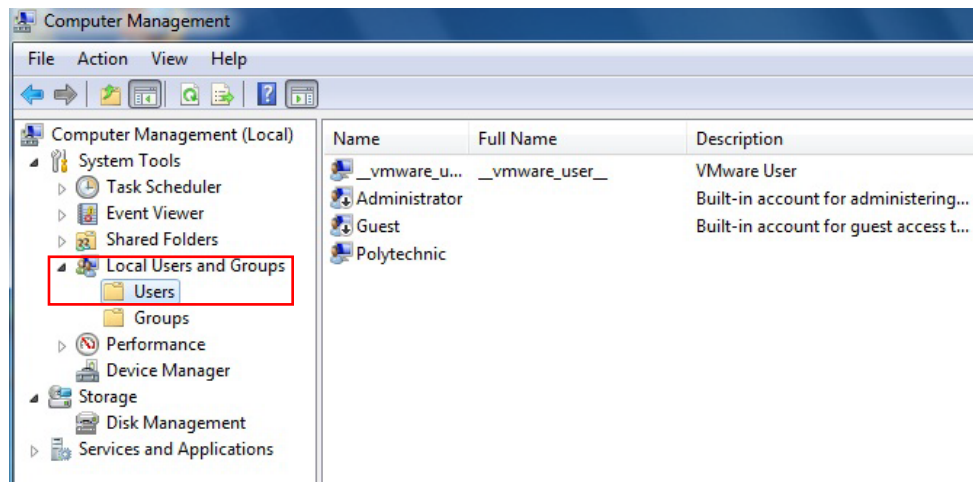 Computer Management
File Action View Help
Computer Management (Local)
System Tools
Task Scheduler
Event Viewer
Shared Folders
Local Users and Groups
Users
Groups
Performance
Device Manager
Storage
Disk Management
Services and Applications
Name Full Name Description
__vmware_u... __vmware_user__ VMware User
Administrator Built-in account for administering...
Guest Built-in account for guest access t...
Polytechnic